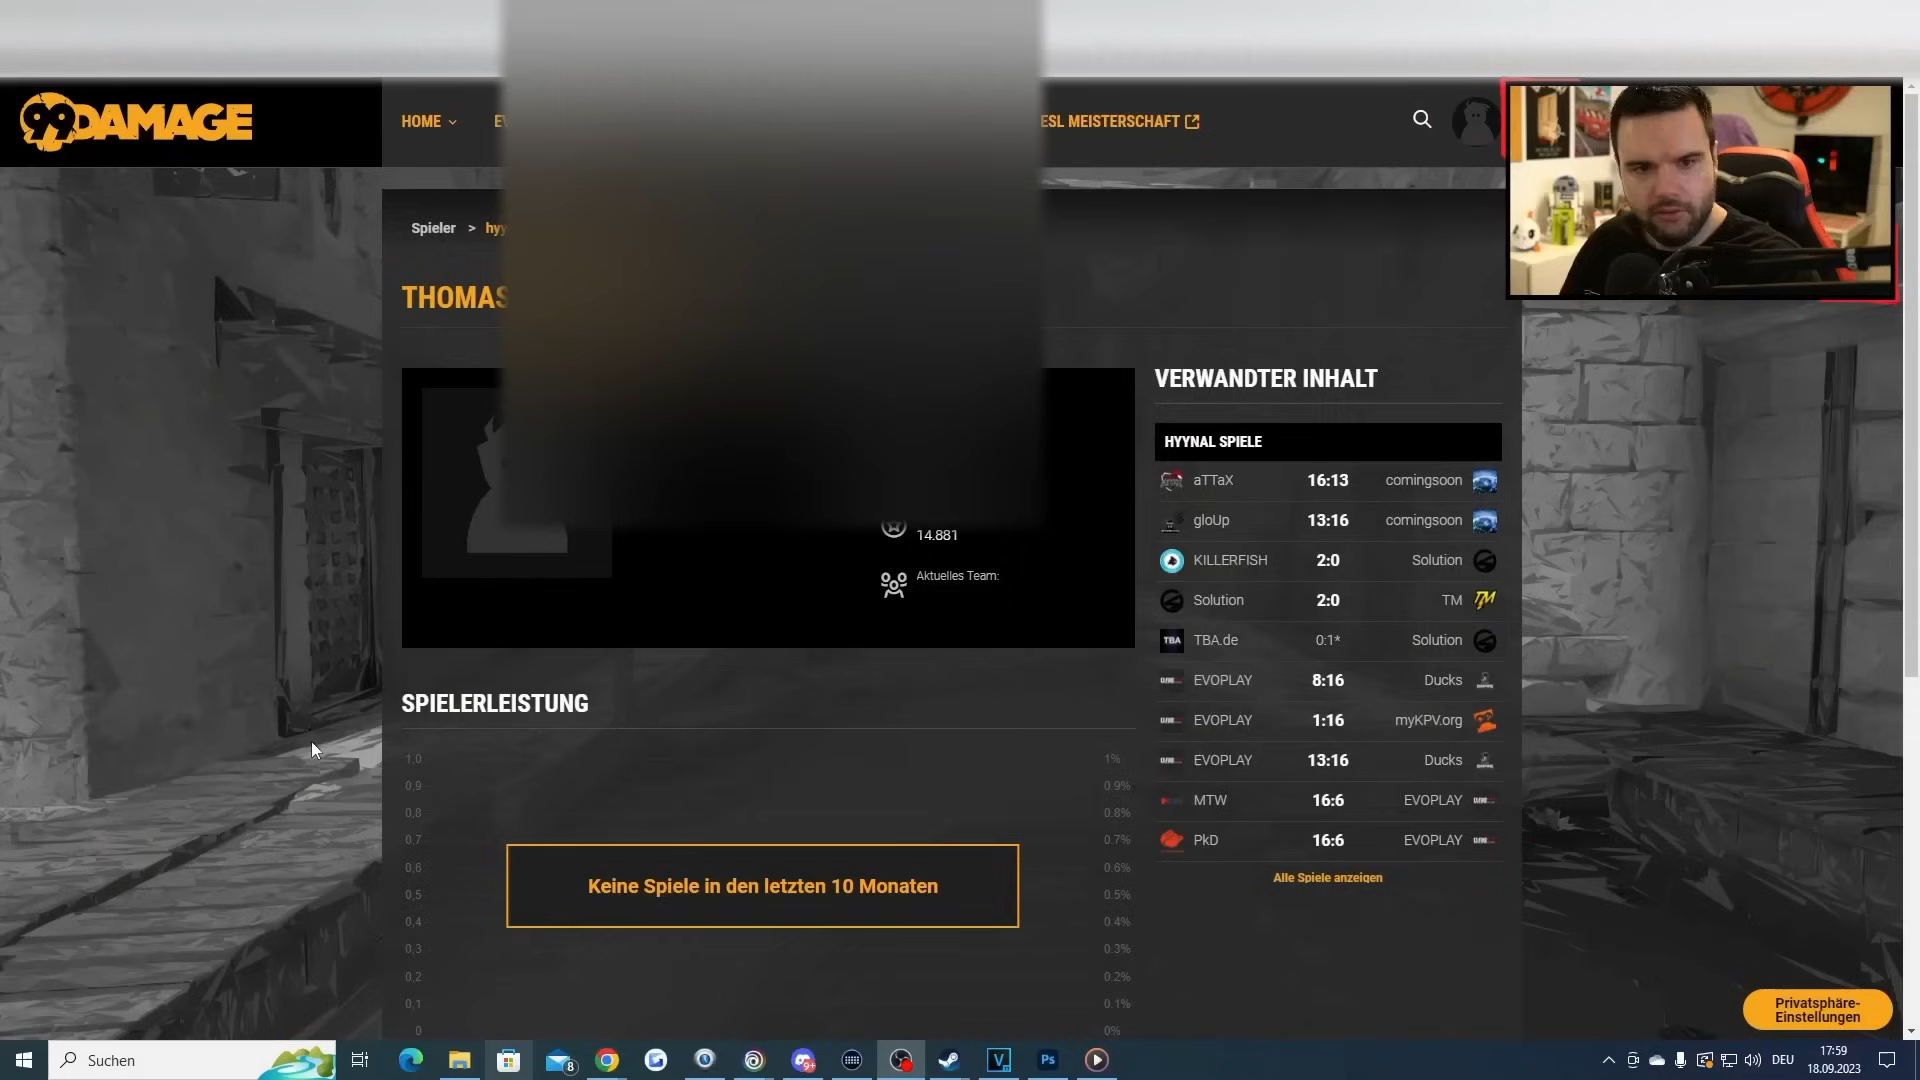 99DAMAGE
HOME
ESL MEISTERSCHAFT
Spieler >
THOMAS
14.881
Aktuelles Team:
SPIELERLEISTUNG
1,0 1%
0,9 0.9%
0,8 0.8%
0,7 0.7%
0,6 0.6%
0,5 0.5%
0,4 0.4%
0,3 0.3%
0,2 0.2%
0,1 0.1%
0 0%
Keine Spiele in den letzten 10 Monaten
VERWANDTER INHALT
HYYNAL SPIELE
aTTaX 16:13 comingsoon
gloUp 13:16 comingsoon
KILLERFISH 2:0 Solution
Solution 2:0 TM
TBA TBA.de 0:1* Solution
EVOPLAY 8:16 Ducks
EVOPLAY 1:16 myKPV.org
EVOPLAY 13:16 Ducks
MTW 16:6 EVOPLAY
PkD 16:6 EVOPLAY
Alle Spiele anzeigen
Privatsphäre-
Einstellungen
Suchen
8
9+
V
Ps
DEU
17:59
18.09.2023